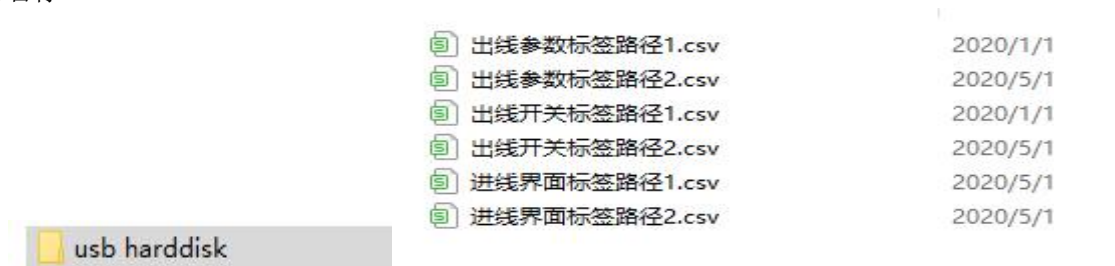 出线参数标签路径1.csv 2020/1/1
出线参数标签路径2.csv 2020/5/1
出线开关标签路径1.csv 2020/1/1
出线开关标签路径2.csv 2020/5/1
进线界面标签路径1.csv 2020/5/1
进线界面标签路径2.csv 2020/5/1
usb harddisk